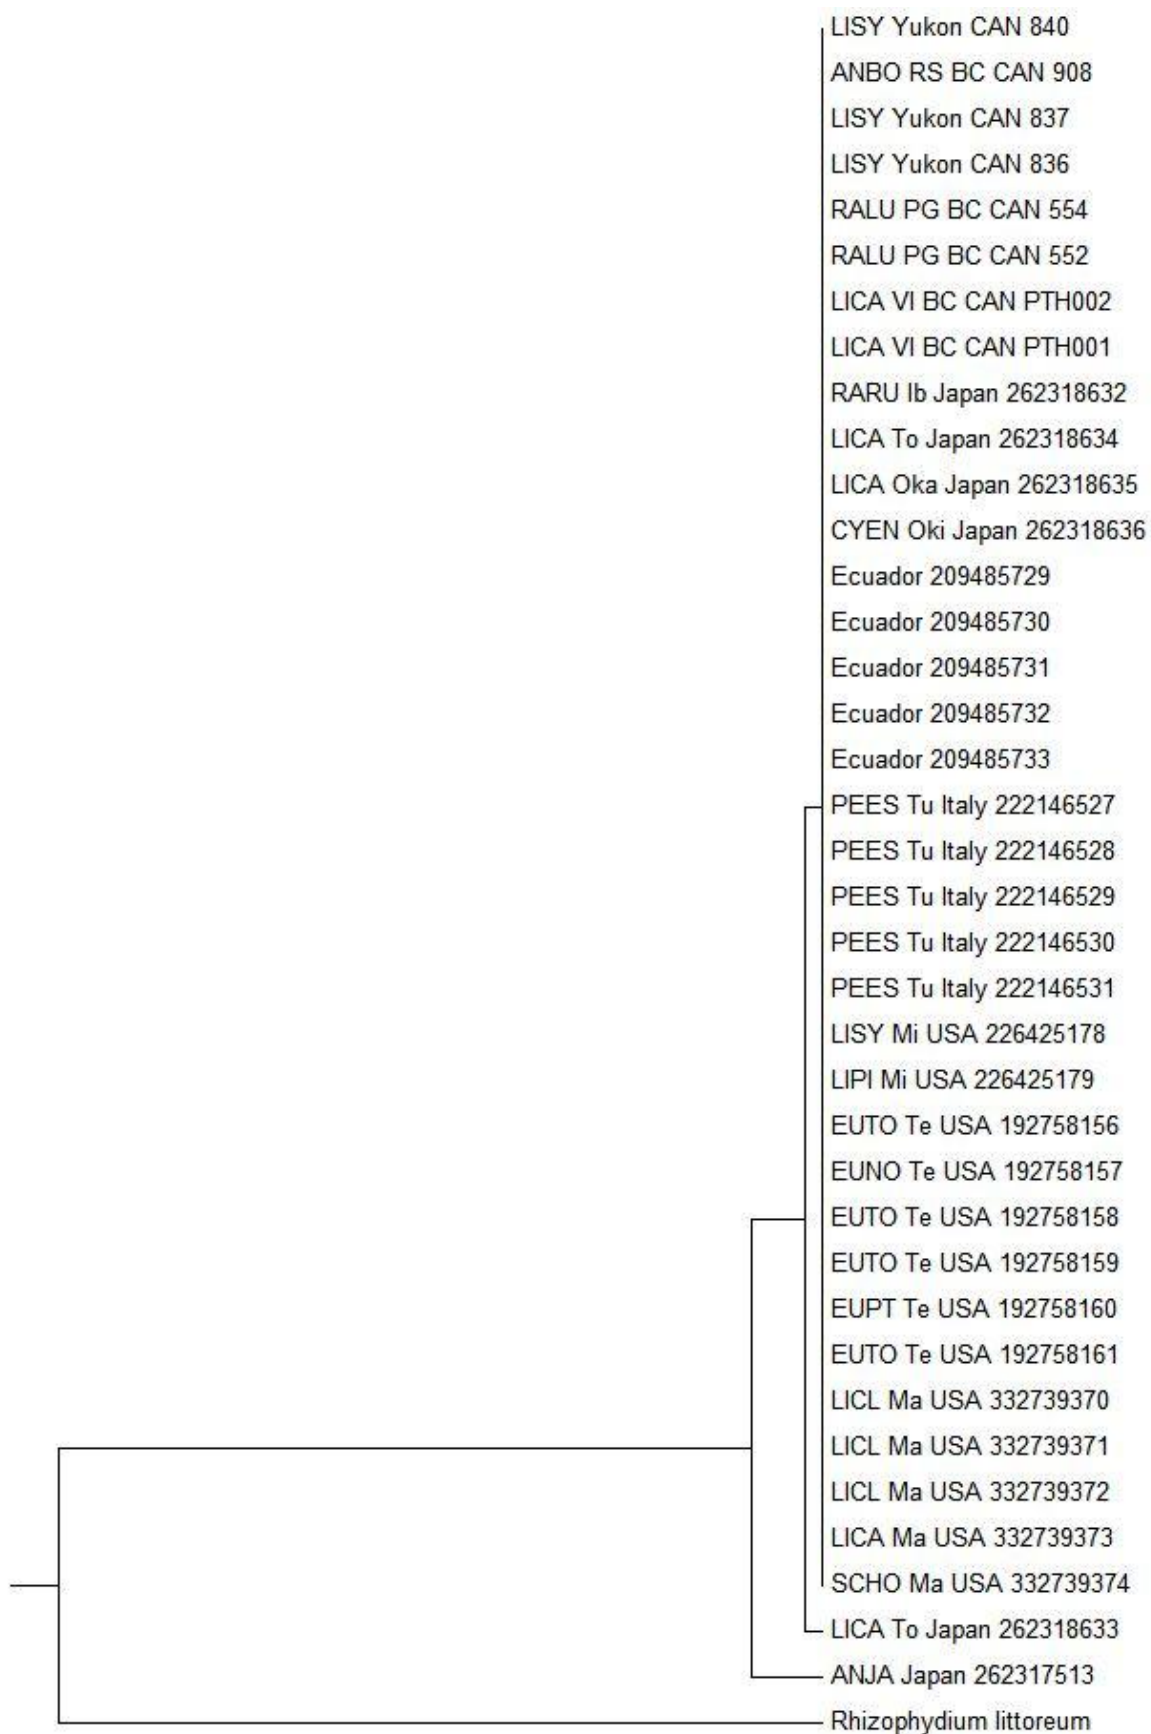 LISY Yukon CAN 840
ANBO RS BC CAN 908
LISY Yukon CAN 837
LISY Yukon CAN 836
RALU PG BC CAN 554
RALU PG BC CAN 552
LICA VI BC CAN PTH002
LICA VI BC CAN PTH001
RARU Ib Japan 262318632
LICA To Japan 262318634
LICA Oka Japan 262318635
CYEN Oki Japan 262318636
Ecuador 209485729
Ecuador 209485730
Ecuador 209485731
Ecuador 209485732
Ecuador 209485733
PEES Tu Italy 222146527
PEES Tu Italy 222146528
PEES Tu Italy 222146529
PEES Tu Italy 222146530
PEES Tu Italy 222146531
LISY Mi USA 226425178
LIPI Mi USA 226425179
EUTO Te USA 192758156
EUNO Te USA 192758157
EUTO Te USA 192758158
EUTO Te USA 192758159
EUPT Te USA 192758160
EUTO Te USA 192758161
LICL Ma USA 332739370
LICL Ma USA 332739371
LICL Ma USA 332739372
LICA Ma USA 332739373
SCHO Ma USA 332739374
LICA To Japan 262318633
ANJA Japan 262317513
Rhizophydium littoreum